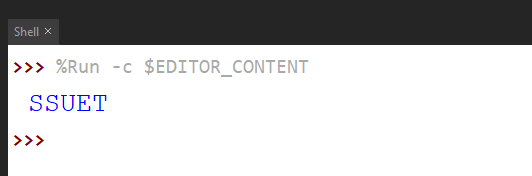 Shell ×
>>> %Run -c $EDITOR_CONTENT
SSUET
>>>